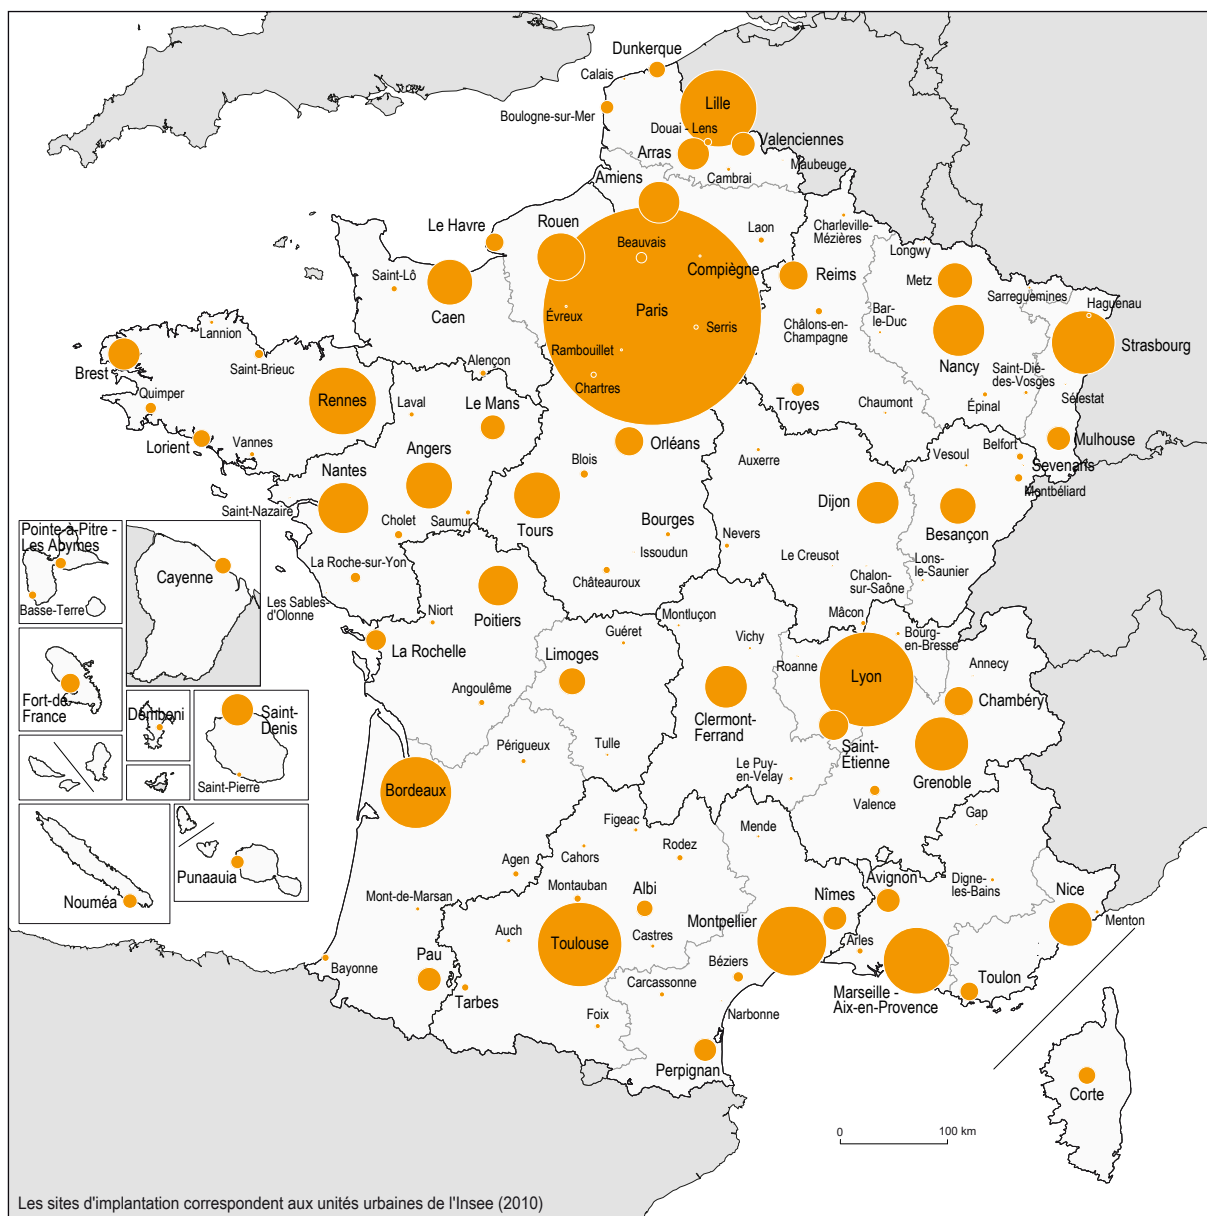 Dunkerque
Calais
Boulogne-sur-Mer
Lille
Douai - Lens
Valenciennes
Arras
Maubeuge
Cambrai
Amiens
Le Havre
Rouen
Beauvais
Laon
Charleville-
Mézières
Compiègne
Longwy
Metz
Reims
Saint-Lô
Caen
Sarreguemines
Haguenau
Évreux
Paris
Serris
Châlons-en-
Champagne
Bar-
le-Duc
Nancy
Strasbourg
Lannion
Brest
Saint-Brieuc
Alençon
Rambouillet
Chartres
Saint-Dié-
des-Vosges
Quimper
Rennes
Laval
Le Mans
Troyes
Chaumont
Épinal
Sélestat
Lorient
Vannes
Orléans
Mulhouse
Belfort
Sevenans
Montbéliard
Vesoul
Auxerre
Nantes
Angers
Blois
Saint-Nazaire
Cholet
Saumur
Tours
Dijon
Besançon
Bourges
Issoudun
Nevers
Le Creusot
Chalon-
sur-Saône
Lons-
le-Saunier
Pointe-à-Pitre -
Les Abymes
Basse-Terre
Cayenne
La Roche-sur-Yon
Les Sables-
d'Olonne
Châteauroux
Poitiers
Niort
La Rochelle
Montluçon
Guéret
Vichy
Mâcon
Bourg-
en-Bresse
Roanne
Lyon
Annecy
Chambéry
Limoges
Angoulême
Clermont-
Ferrand
Saint-
Étienne
Grenoble
Fort-de-
France
Dembeni
Saint-
Denis
Saint-Pierre
Périgueux
Tulle
Le Puy-
en-Velay
Valence
Bordeaux
Gap
Figeac
Mende
Cahors
Rodez
Agen
Nouméa
Punaauia
Mont-de-Marsan
Montauban
Albi
Avignon
Digne-
les-Bains
Nice
Menton
Nîmes
Montpellier
Auch
Toulouse
Castres
Arles
Bayonne
Pau
Tarbes
Béziers
Carcassonne
Marseille -
Aix-en-Provence
Toulon
Foix
Narbonne
Perpignan
Corte
0
100 km
Les sites d'implantation correspondent aux unités urbaines de l'Insee (2010)